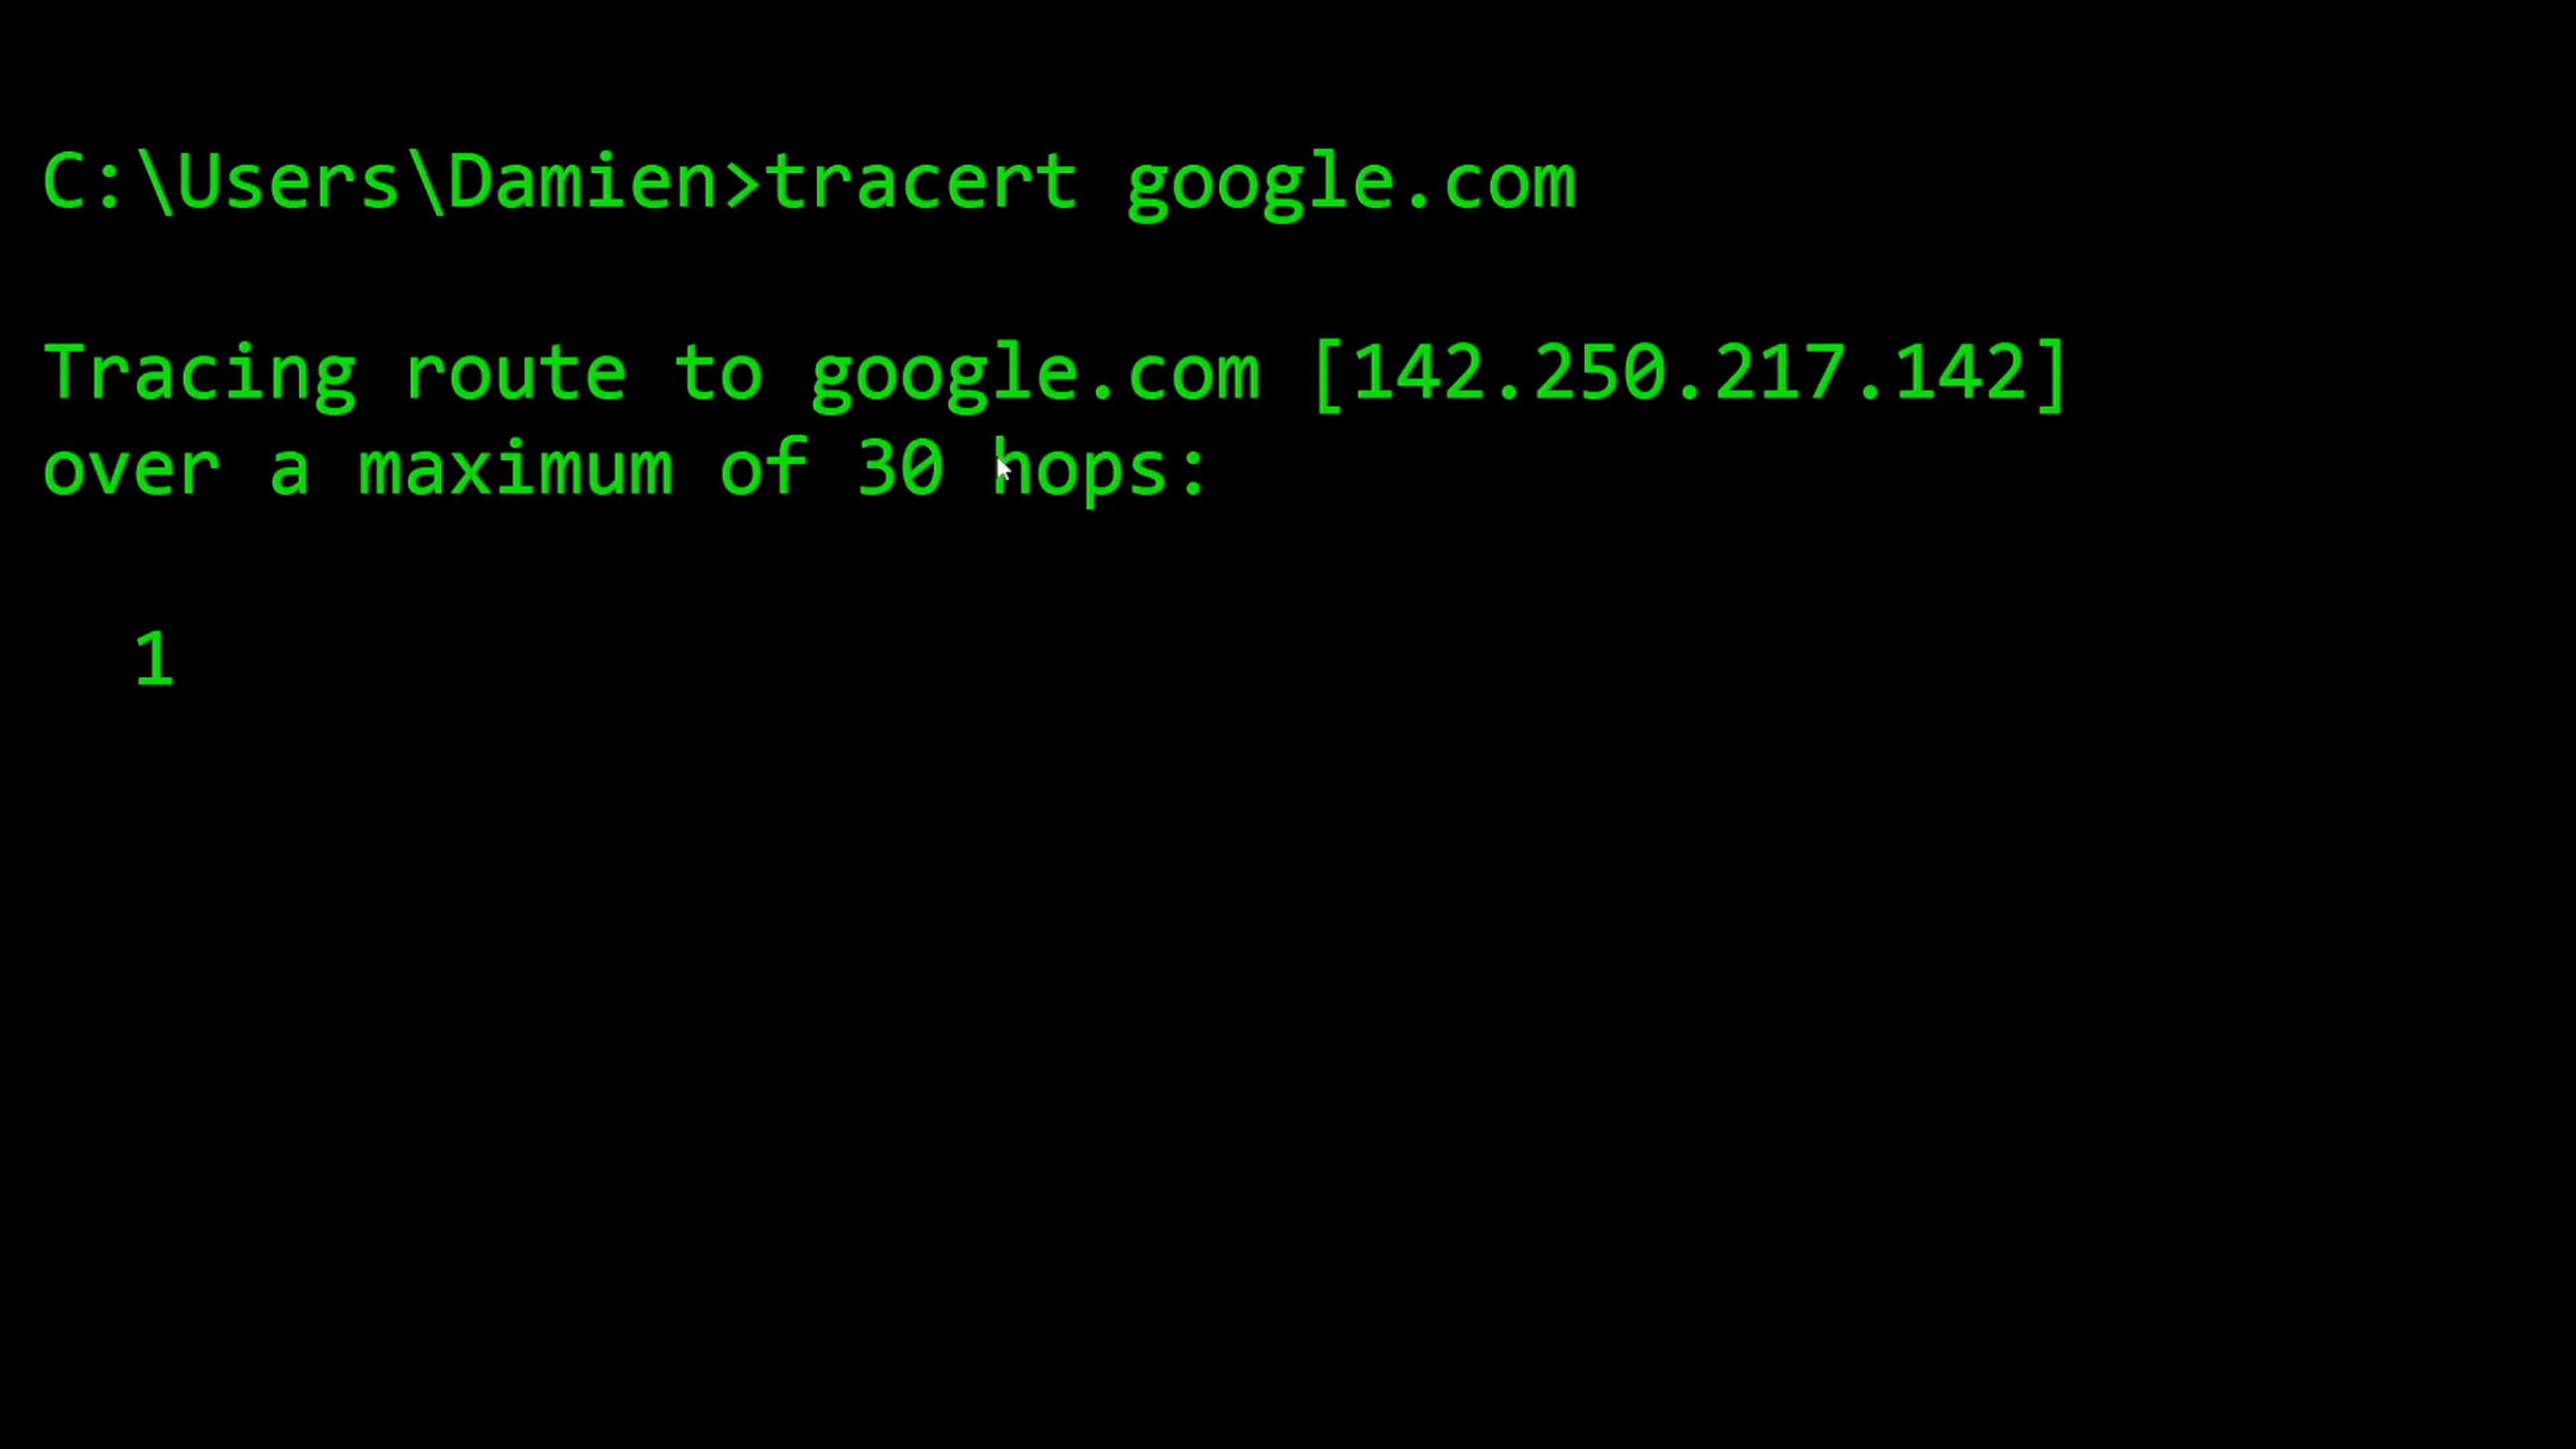 C:\Users\Damien>tracert google.com
Tracing route to google.com [142.250.217.142]
over a maximum of 30 hops:
1